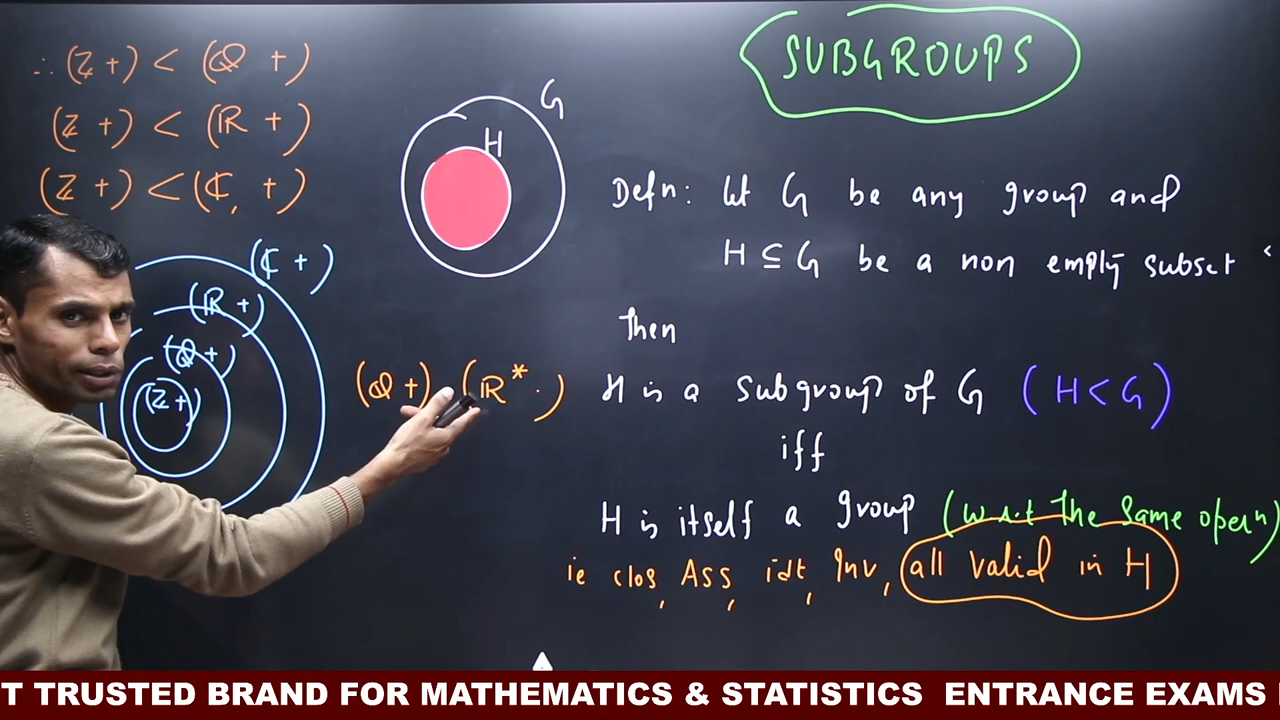 SUBGROUPS
∴ (ℤ +) < (ℚ +)
(ℤ +) < (ℝ +)
(ℤ +) < (ℂ, +)
G
H
(ℂ +)
(ℝ +)
(ℚ +)
(ℤ +)
(ℚ +) (ℝ* ·)
Defn: let G be any group and
H ⊆ G be a non empty subset
Then
H is a subgroup of G (H < G)
iff
H is itself a group (w.r.t the same opern)
ie clos, Ass, idt, Inv, all valid in H
T TRUSTED BRAND FOR MATHEMATICS & STATISTICS ENTRANCE EXAMS